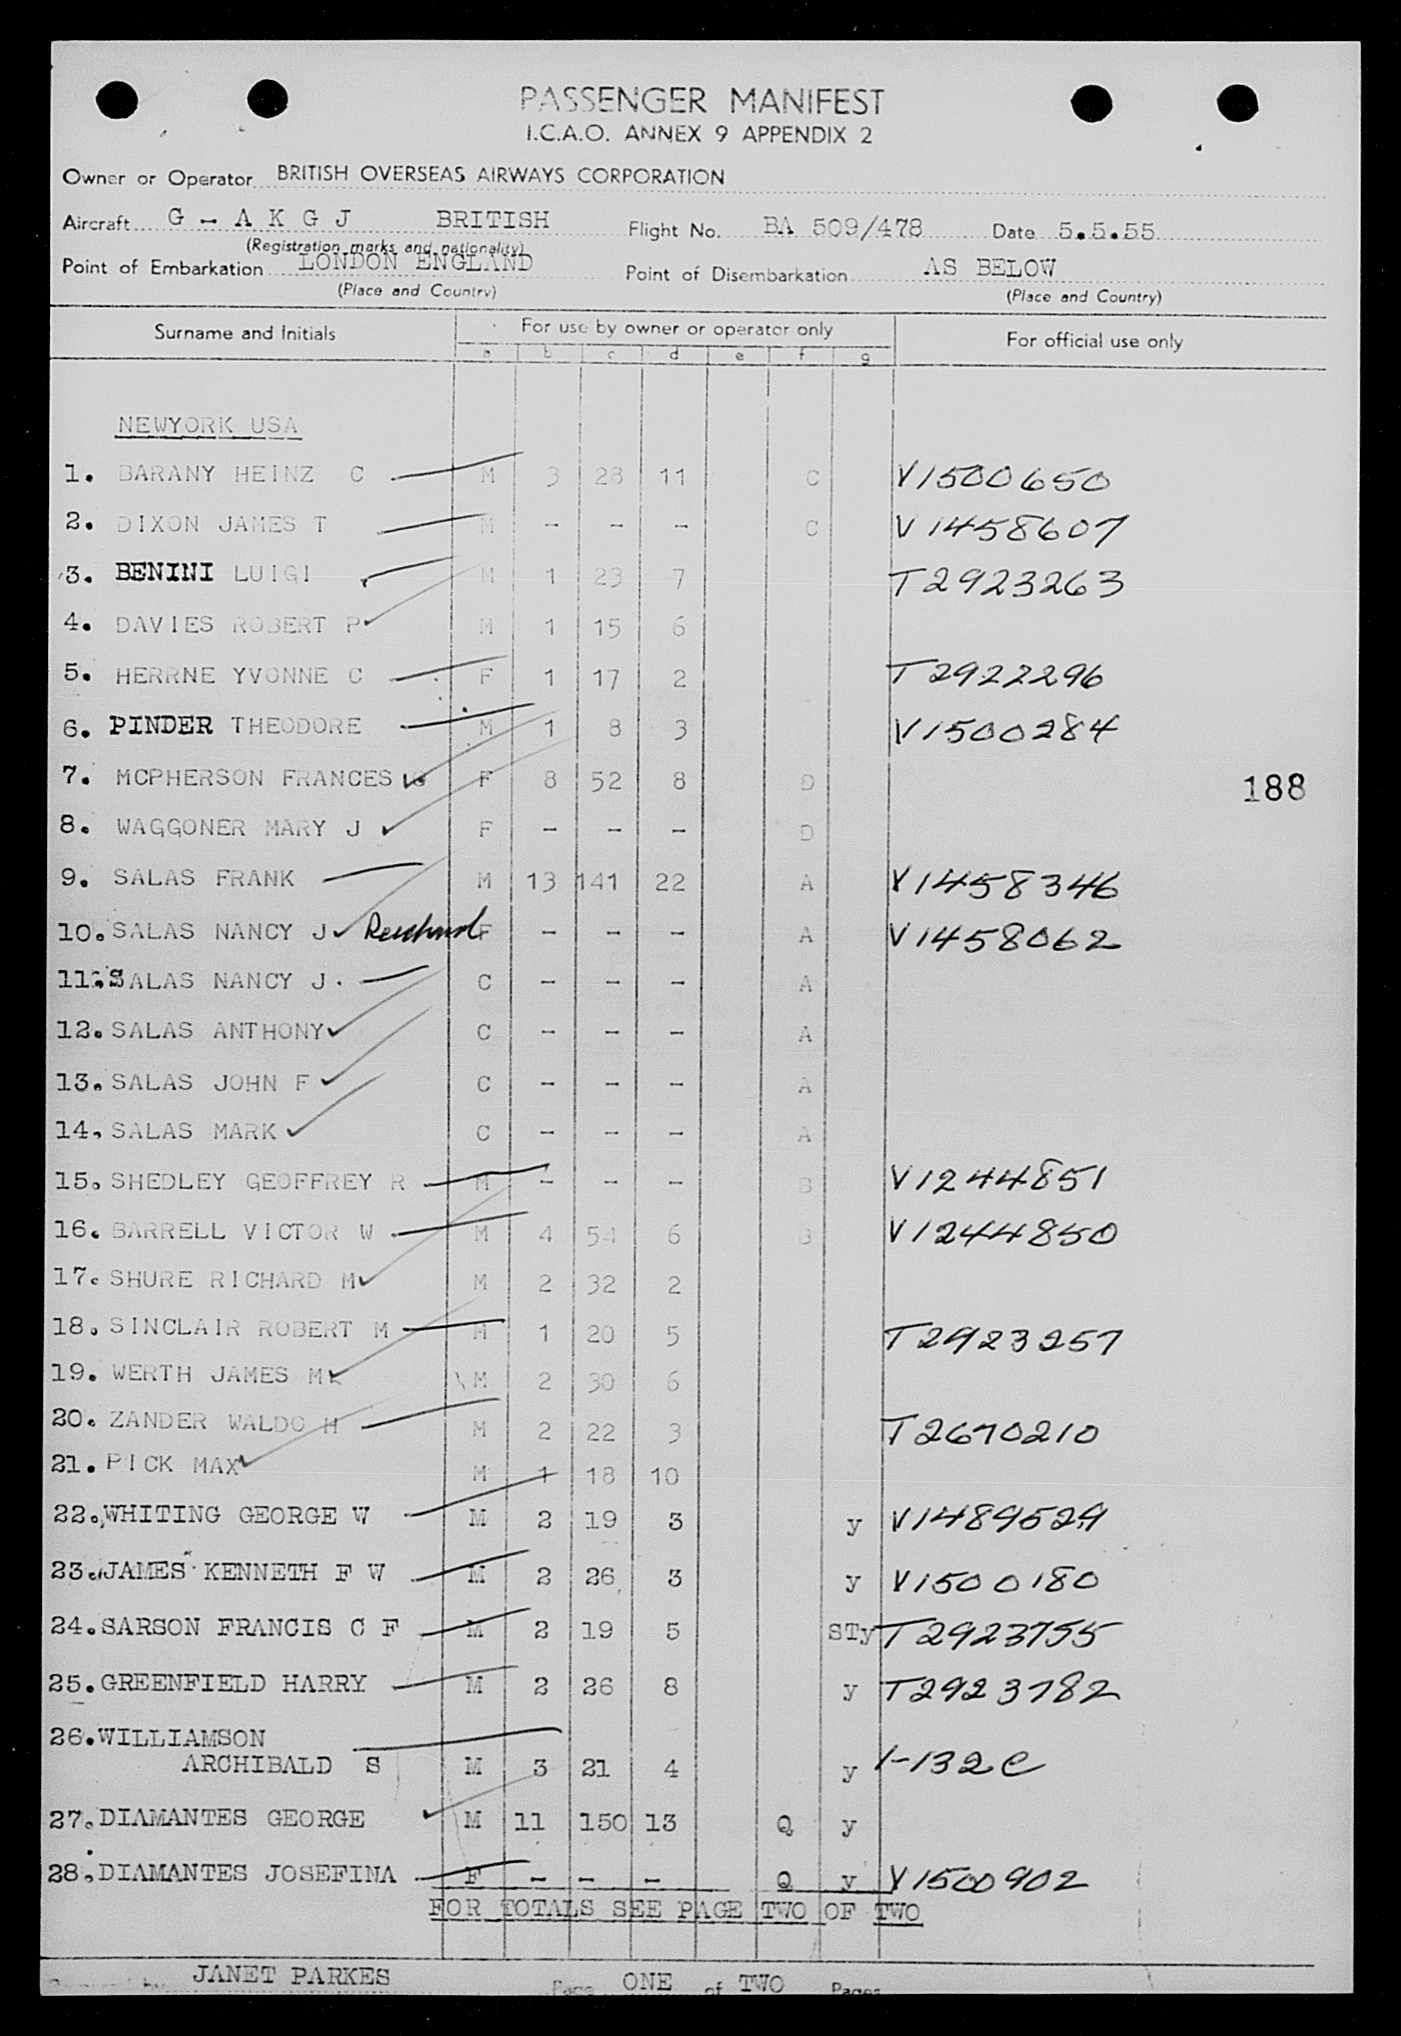 PASSENGER MANIFEST
I.C.A.O. ANNEX 9 APPENDIX 2
Owner or Operator BRITISH OVERSEAS AIRWAYS CORPORATION
Aircraft G - A K G J BRITISH Flight No. BA 509/478 Date 5.5.55
(Registration marks and nationality)
Point of Embarkation LONDON ENGLAND Point of Disembarkation AS BELOW
(Place and Country) (Place and Country)
Surname and Initials For use by owner or operator only For official use only
a b c d e f g
NEWYORK USA
1. BARANY HEINZ C M 3 28 11 C V1500650
2. DIXON JAMES T M - - - C V1458607
3. BENINI LUIGI M 1 23 7 T2923263
4. DAVIES ROBERT P M 1 15 6
5. HERRNE YVONNE C F 1 17 2 T2922296
6. PINDER THEODORE M 1 8 3 V1500284
7. MCPHERSON FRANCES F 8 52 8 D
188
8. WAGGONER MARY J F - - - D
9. SALAS FRANK M 13 141 22 A V1458346
10. SALAS NANCY J F - - - A V1458062
11. SALAS NANCY J. C - - - A
12. SALAS ANTHONY C - - - A
13. SALAS JOHN F C - - - A
14. SALAS MARK C - - - A
15. SHEDLEY GEOFFREY R M - - - B V1244851
16. BARRELL VICTOR W M 4 54 6 B V1244850
17. SHURE RICHARD M M 2 32 2
18. SINCLAIR ROBERT M M 1 20 5 T2923257
19. WERTH JAMES M M 2 30 6
20. ZANDER WALDO H M 2 22 3 T2670210
21. PICK MAX M 1 18 10
22. WHITING GEORGE W M 2 19 3 y V1489529
23. JAMES KENNETH F W M 2 26 3 y V1500180
24. SARSON FRANCIS C F M 2 19 5 STy T2923755
25. GREENFIELD HARRY M 2 26 8 y T2923782
26. WILLIAMSON
ARCHIBALD S M 3 21 4 y 1-132C
27. DIAMANTES GEORGE M 11 150 13 Q y
28. DIAMANTES JOSEFINA F - - - Q y V1500902
FOR TOTALS SEE PAGE TWO OF TWO
JANET PARKES Page ONE of TWO Pages